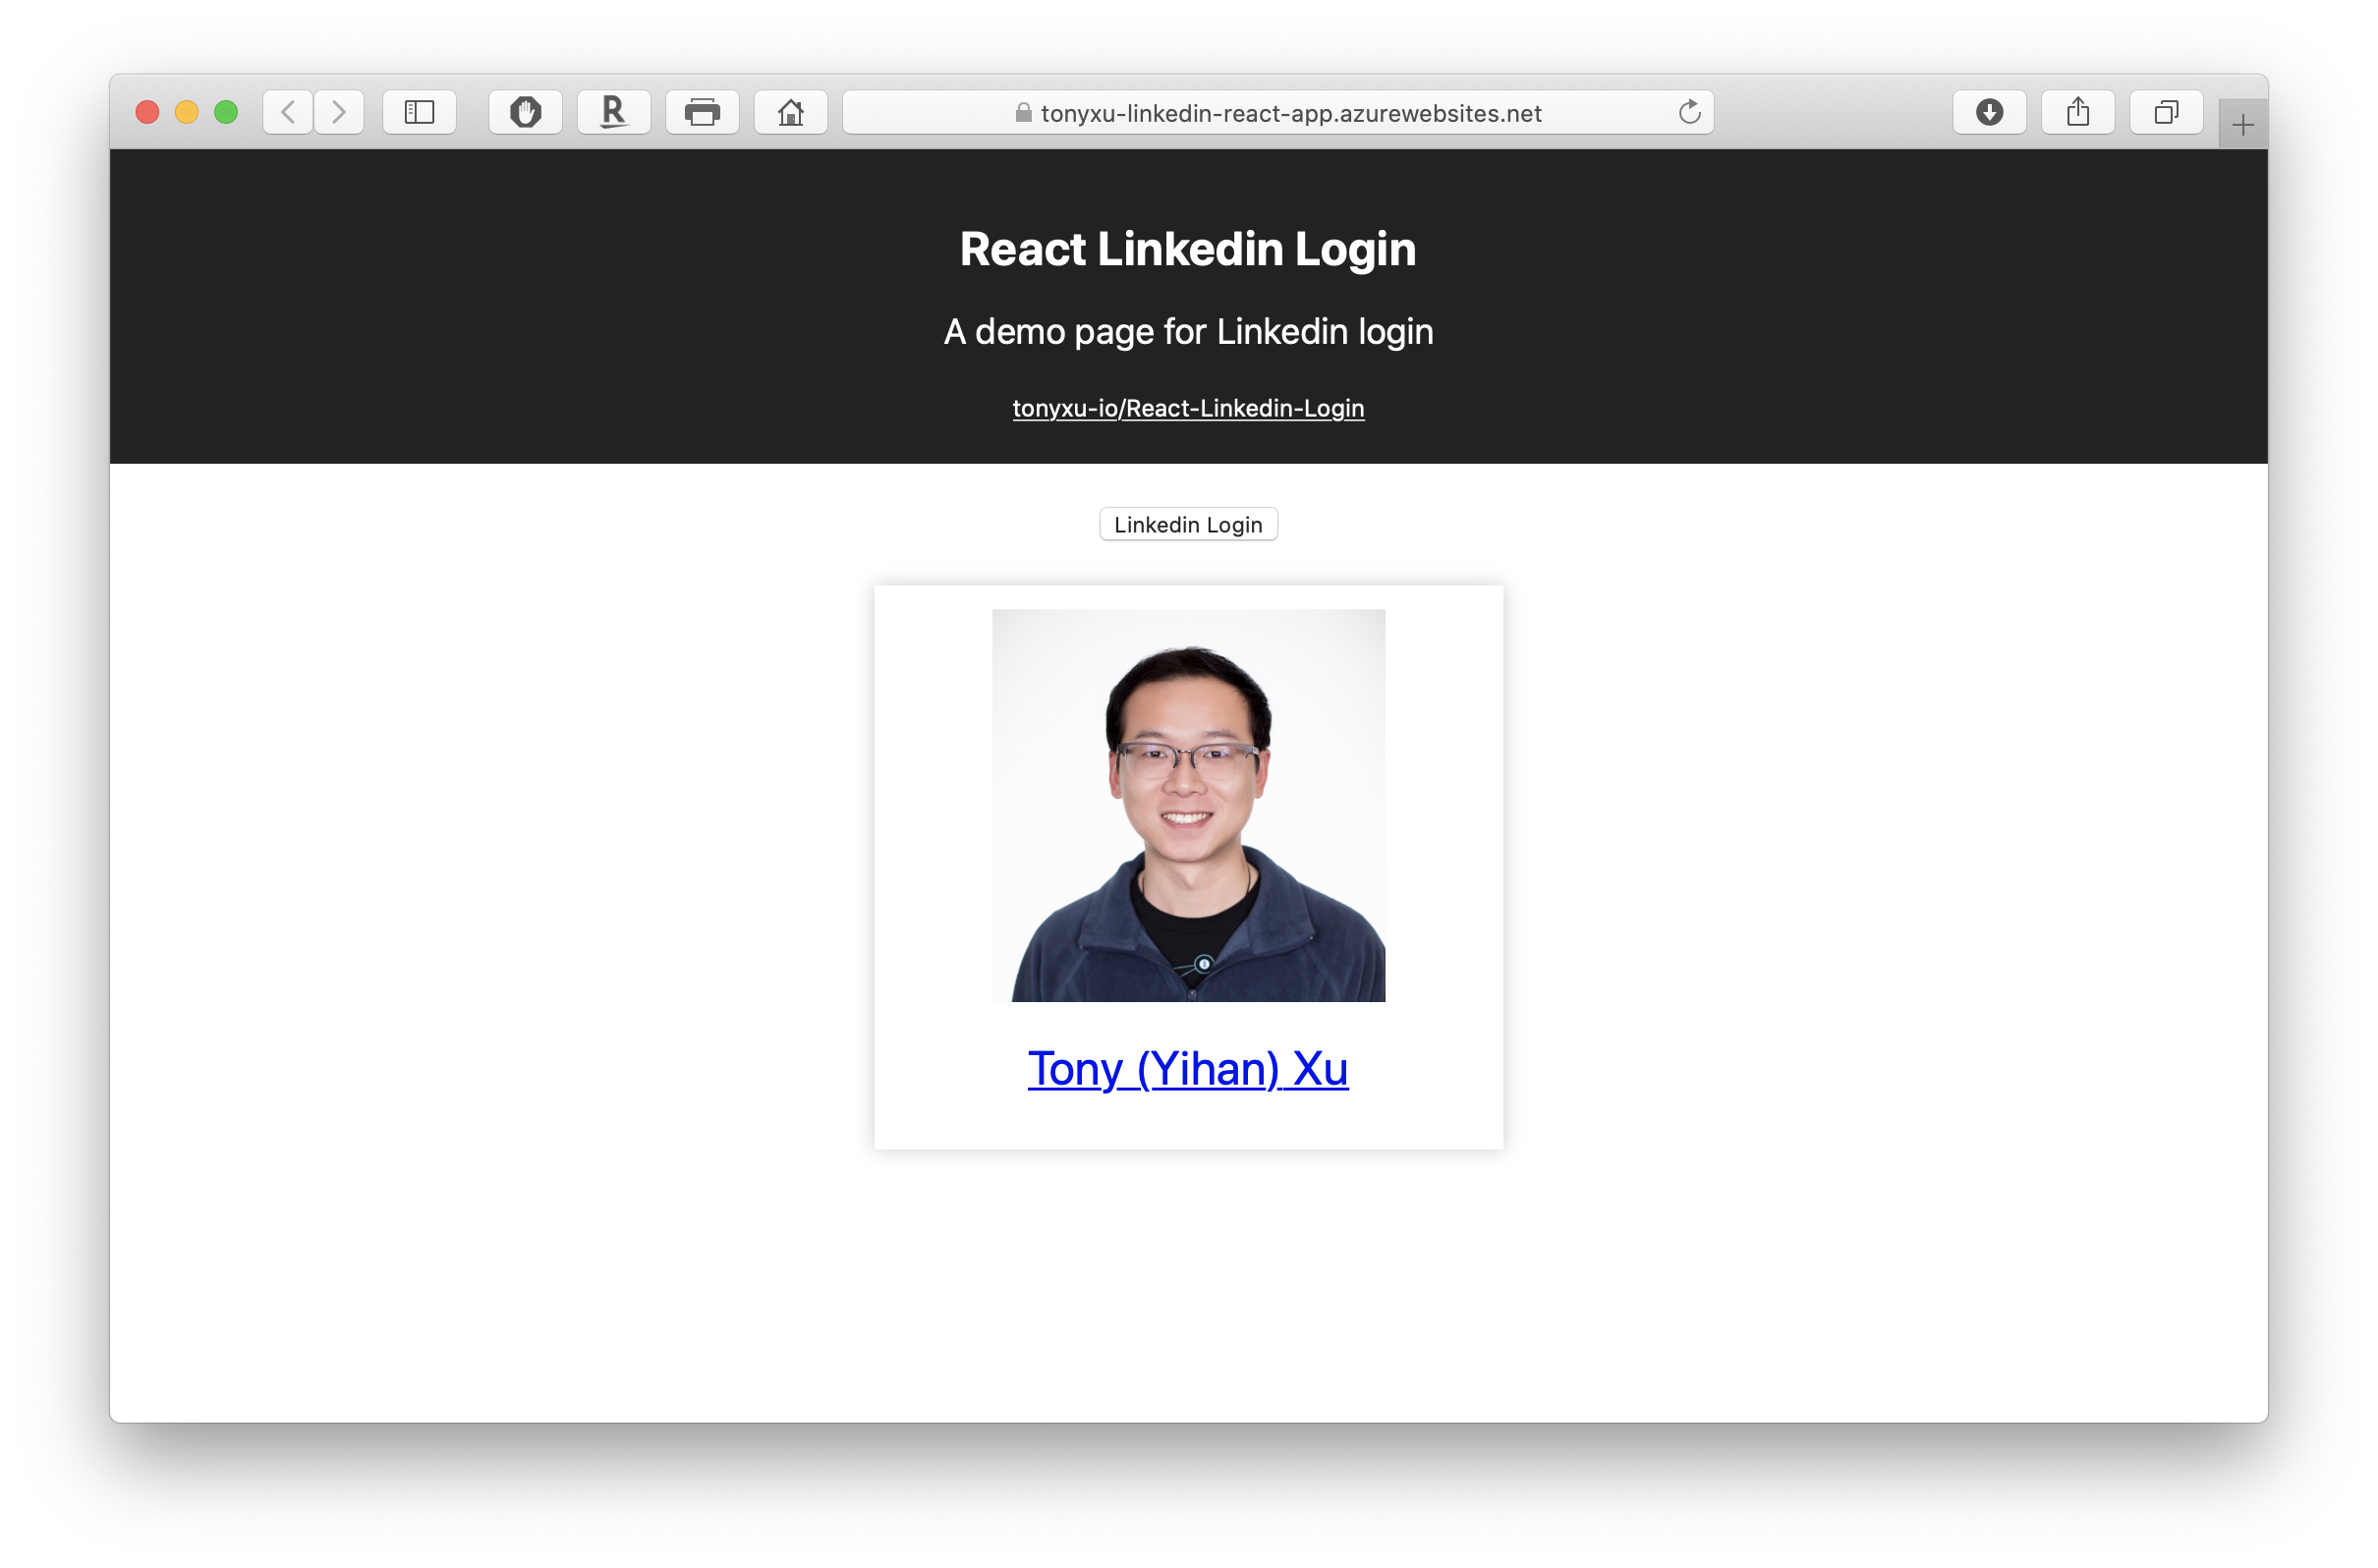 R
tonyxu-linkedin-react-app.azurewebsites.net
React Linkedin Login
A demo page for Linkedin login
tonyxu-io/React-Linkedin-Login
Linkedin Login
Tony (Yihan) Xu